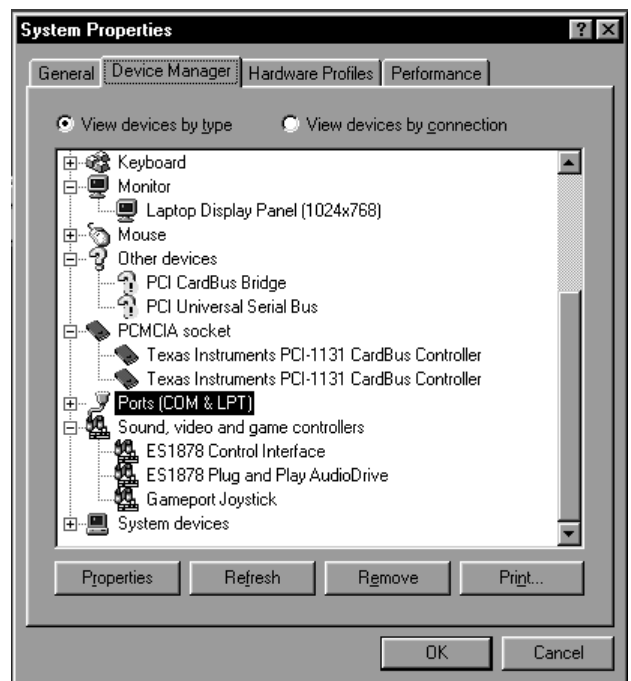 System Properties
General Device Manager Hardware Profiles Performance
View devices by type View devices by connection
Keyboard
Monitor
Laptop Display Panel (1024x768)
Mouse
Other devices
PCI CardBus Bridge
PCI Universal Serial Bus
PCMCIA socket
Texas Instruments PCI-1131 CardBus Controller
Texas Instruments PCI-1131 CardBus Controller
Ports (COM & LPT)
Sound, video and game controllers
ES1878 Control Interface
ES1878 Plug and Play AudioDrive
Gameport Joystick
System devices
Properties Refresh Remove Print...
OK Cancel